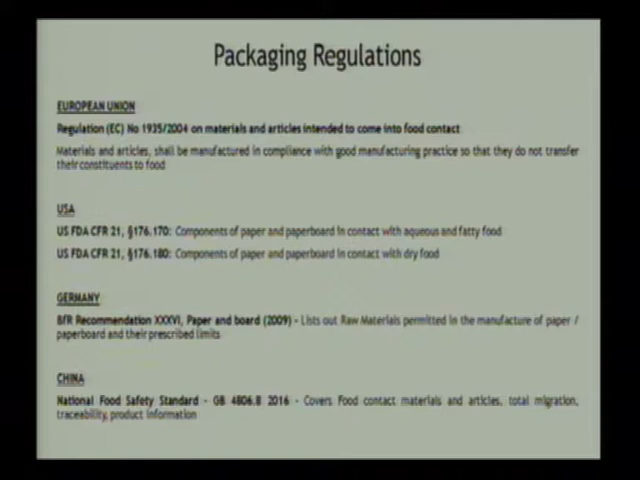 Packaging Regulations
EUROPEAN UNION
Regulation (EC) No 1935/2004 on materials and articles intended to come into food contact
Materials and articles, shall be manufactured in compliance with good manufacturing practice so that they do not transfer
their constituents to food
USA
US FDA CFR 21, §176.170: Components of paper and paperboard in contact with aqueous and fatty food
US FDA CFR 21, §176.180: Components of paper and paperboard in contact with dry food
GERMANY
BfR Recommendation XXXVI, Paper and board (2009) - Lists out Raw Materials permitted in the manufacture of paper /
paperboard and their prescribed limits
CHINA
National Food Safety Standard - GB 4806.8 2016 - Covers Food contact materials and articles, total migration,
traceability, product information